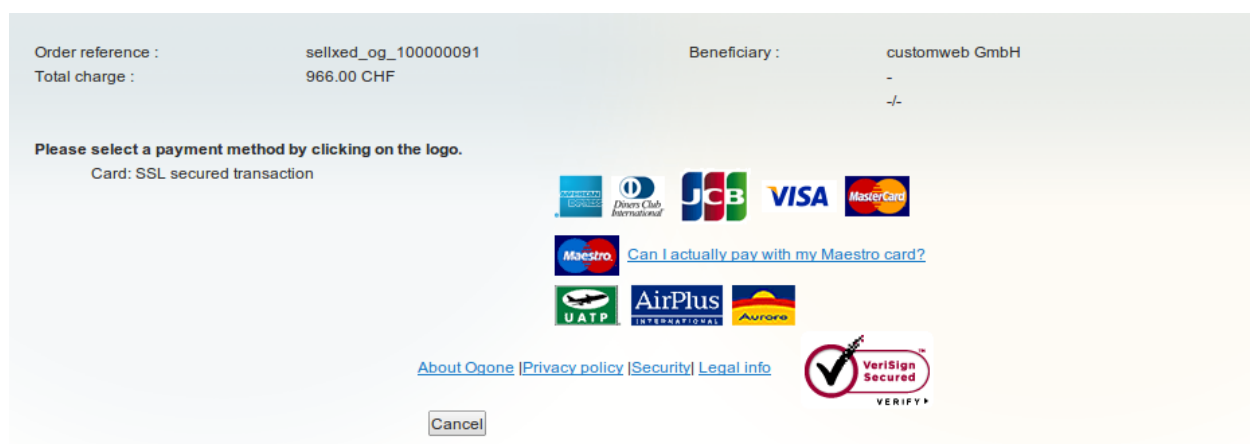 Order reference : sellxed_og_100000091 Beneficiary : customweb GmbH
Total charge : 966.00 CHF -
-/-
Please select a payment method by clicking on the logo.
Card: SSL secured transaction
AMERICAN EXPRESS Diners Club International JCB VISA MasterCard
Maestro Can I actually pay with my Maestro card?
UATP AirPlus INTERNATIONAL Aurore
About Ogone |Privacy policy |Security| Legal info
VeriSign
Secured
VERIFY
Cancel